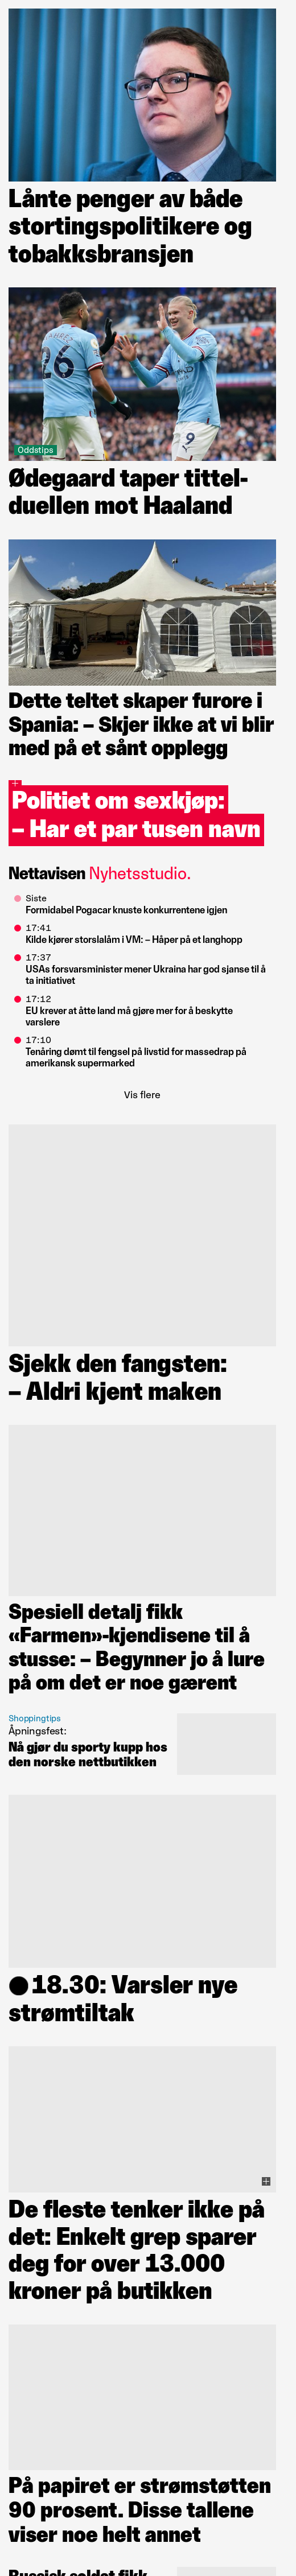 Lånte penger av både
stortingspolitikere og
tobakksbransjen
26
9
Oddstips
Ødegaard taper tittel-
duellen mot Haaland
Dette teltet skaper furore i
Spania: – Skjer ikke at vi blir
med på et sånt opplegg
Politiet om sexkjøp:
– Har et par tusen navn
Nettavisen Nyhetsstudio.
Siste
Formidabel Pogacar knuste konkurrentene igjen
17:41
Kilde kjører storslalåm i VM: – Håper på et langhopp
17:37
USAs forsvarsminister mener Ukraina har god sjanse til å
ta initiativet
17:12
EU krever at åtte land må gjøre mer for å beskytte
varslere
17:10
Tenåring dømt til fengsel på livstid for massedrap på
amerikansk supermarked
Vis flere
Sjekk den fangsten:
– Aldri kjent maken
Spesiell detalj fikk
«Farmen»-kjendisene til å
stusse: – Begynner jo å lure
på om det er noe gærent
Shoppingtips
Åpningsfest:
Nå gjør du sporty kupp hos
den norske nettbutikken
18.30: Varsler nye
strømtiltak
De fleste tenker ikke på
det: Enkelt grep sparer
deg for over 13.000
kroner på butikken
På papiret er strømstøtten
90 prosent. Disse tallene
viser noe helt annet
Russisk soldat fikk